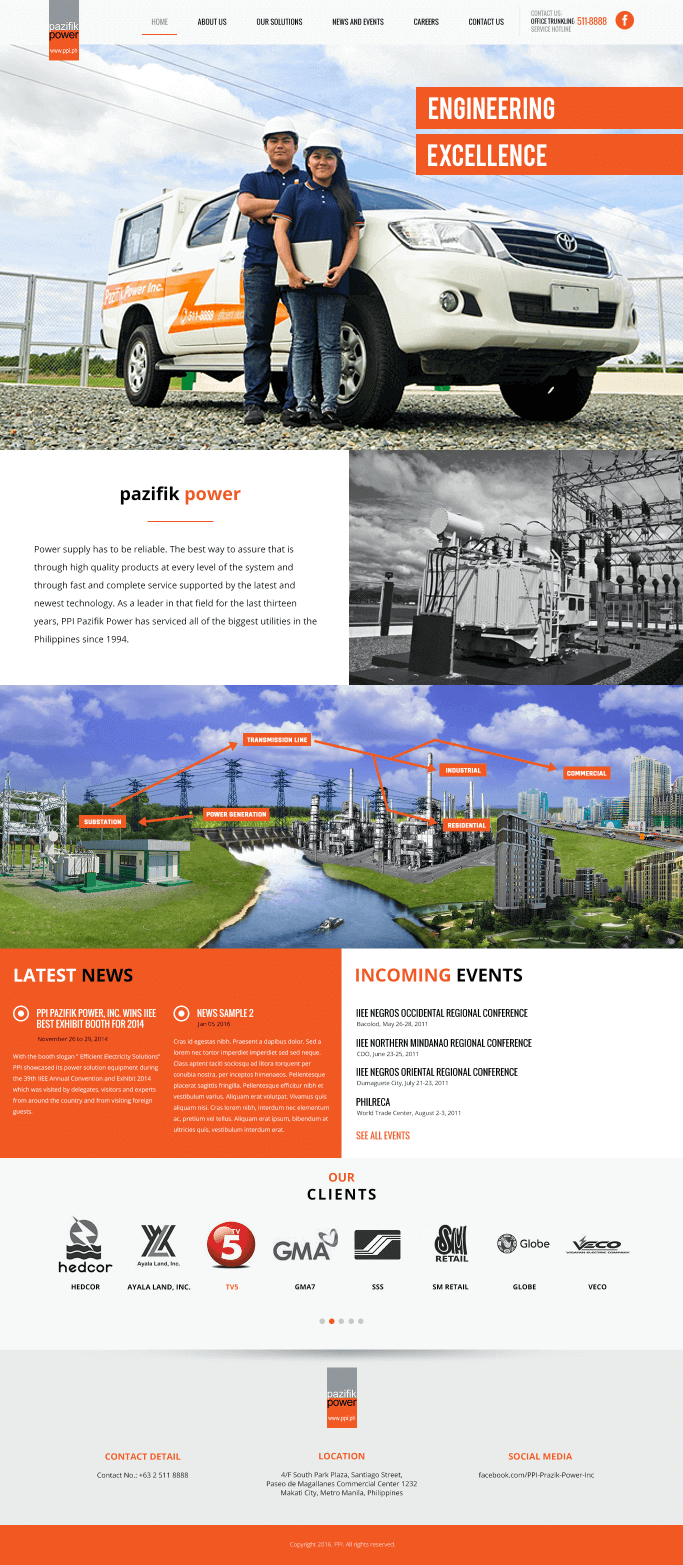 pazifik
power
www.ppi.ph
HOME
ABOUT US
OUR SOLUTIONS
NEWS AND EVENTS
CAREERS
CONTACT US
CONTACT US:
OFFICE TRUNKLING 511-8888
SERVICE HOTLINE
f
ENGINEERING
EXCELLENCE
Pazifik Power Inc.
511-8888
TOYOTA
pazifik power
Power supply has to be reliable. The best way to assure that is
through high quality products at every level of the system and
through fast and complete service supported by the latest and
newest technology. As a leader in that field for the last thirteen
years, PPI Pazifik Power has serviced all of the biggest utilities in the
Philippines since 1994.
TRANSMISSION LINE
INDUSTRIAL
COMMERCIAL
SUBSTATION
POWER GENERATION
RESIDENTIAL
LATEST NEWS
PPI PAZIFIK POWER, INC. WINS IIEE
BEST EXHIBIT BOOTH FOR 2014
November 26 to 29, 2014
With the booth slogan " Efficient Electricity Solutions"
PPI showcased its power solution equipment during
the 39th IIEE Annual Convention and Exhibit 2014
which was visited by delegates, visitors and experts
from around the country and from visiting foreign
guests.
NEWS SAMPLE 2
Jan 05 2016
Cras id egestas nibh. Praesent a dapibus dolor. Sed a
lorem nec tortor imperdiet imperdiet sed sed neque.
Class aptent taciti sociosqu ad litora torquent per
conubia nostra, per inceptos himenaeos. Pellentesque
placerat sagittis fringilla. Pellentesque efficitur nibh et
vestibulum varius. Aliquam erat volutpat. Vivamus quis
aliquam nisi. Cras lorem nibh, interdum nec elementum
ac, pretium vel tellus. Aliquam erat ipsum, bibendum at
ultricies quis, vestibulum interdum erat.
INCOMING EVENTS
IIEE NEGROS OCCIDENTAL REGIONAL CONFERENCE
Bacolod, May 26-28, 2011
IIEE NORTHERN MINDANAO REGIONAL CONFERENCE
CDO, June 23-25, 2011
IIEE NEGROS ORIENTAL REGIONAL CONFERENCE
Dumaguete City, July 21-23, 2011
PHILRECA
World Trade Center, August 2-3, 2011
SEE ALL EVENTS
OUR
CLIENTS
hedcor
Ayala Land, Inc.
TV
5
GMA
SM
RETAIL
Globe
VECO
VISAYAN ELECTRIC COMPANY
HEDCOR
AYALA LAND, INC.
TV5
GMA7
SSS
SM RETAIL
GLOBE
VECO
pazifik
power
www.ppi.ph
CONTACT DETAIL
Contact No.: +63 2 511 8888
LOCATION
4/F South Park Plaza, Santiago Street,
Paseo de Magallanes Commercial Center 1232
Makati City, Metro Manila, Philippines
SOCIAL MEDIA
facebook.com/PPI-Prazik-Power-Inc
Copyright 2016. PPI. All rights reserved.